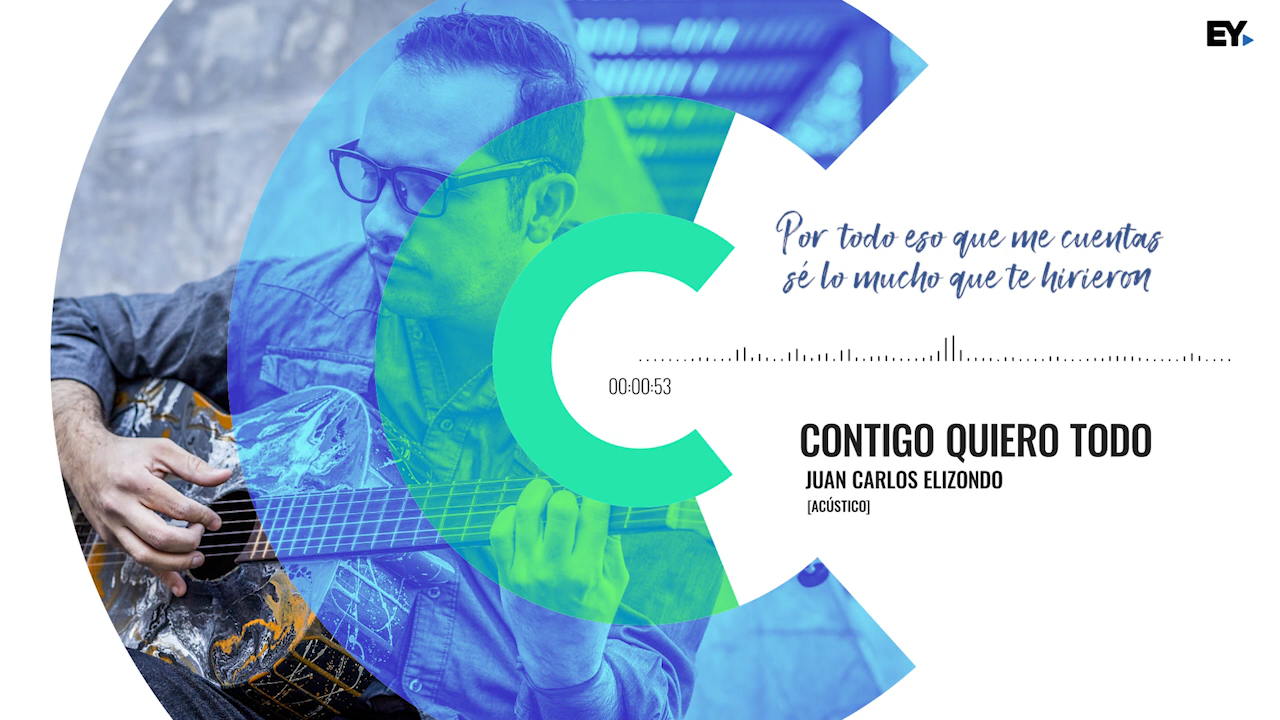 EY
Por todo eso que me cuentas
sé lo mucho que te hirieron
00:00:53
CONTIGO QUIERO TODO
JUAN CARLOS ELIZONDO
[ACÚSTICO]